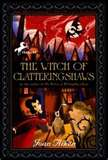 THE WITCH OF
CLATTERINGSHAWS
Joan Aiken